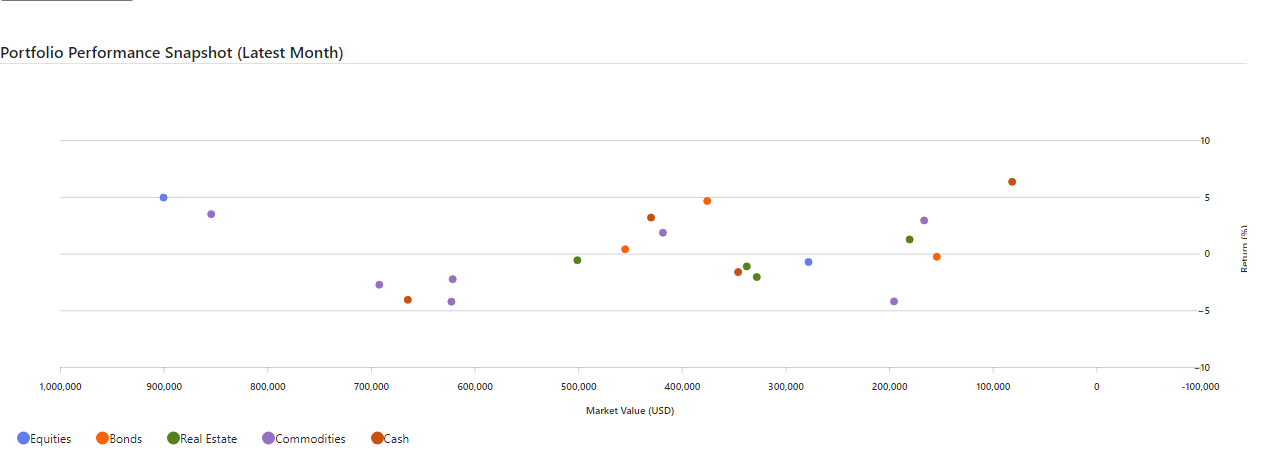 Portfolio Performance Snapshot (Latest Month)
10
5
0
−5
−10
Return (%)
1,000,000 900,000 800,000 700,000 600,000 500,000 400,000 300,000 200,000 100,000 0 -100,000
Market Value (USD)
Equities Bonds Real Estate Commodities Cash